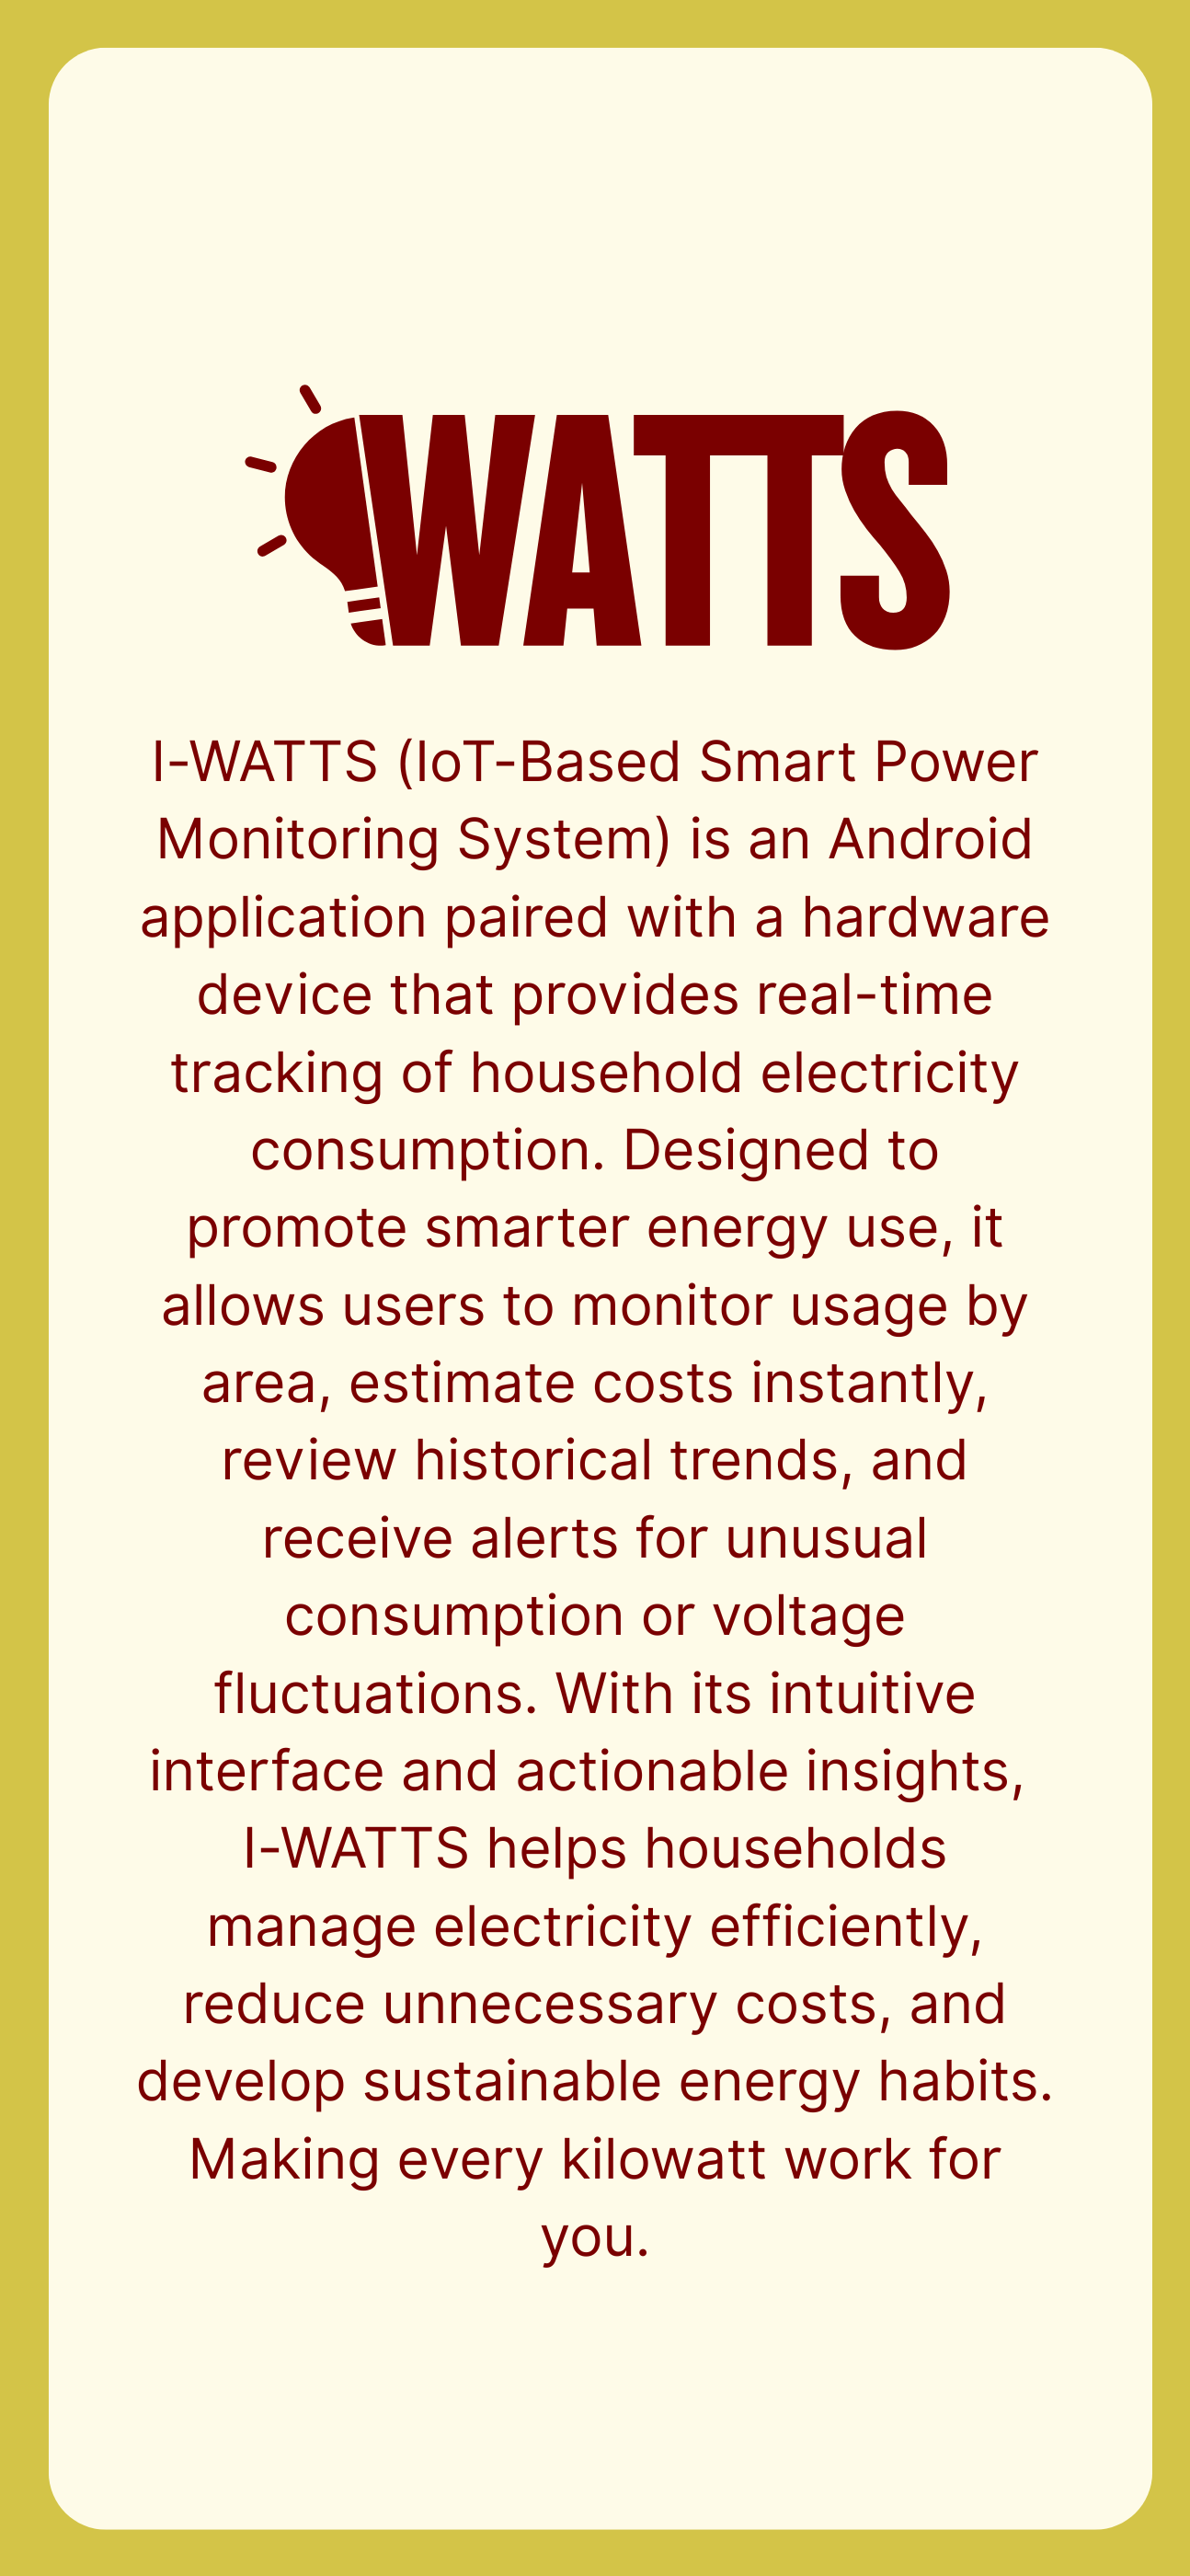 WATTS
I-WATTS (IoT-Based Smart Power
Monitoring System) is an Android
application paired with a hardware
device that provides real-time
tracking of household electricity
consumption. Designed to
promote smarter energy use, it
allows users to monitor usage by
area, estimate costs instantly,
review historical trends, and
receive alerts for unusual
consumption or voltage
fluctuations. With its intuitive
interface and actionable insights,
I-WATTS helps households
manage electricity efficiently,
reduce unnecessary costs, and
develop sustainable energy habits.
Making every kilowatt work for
you.